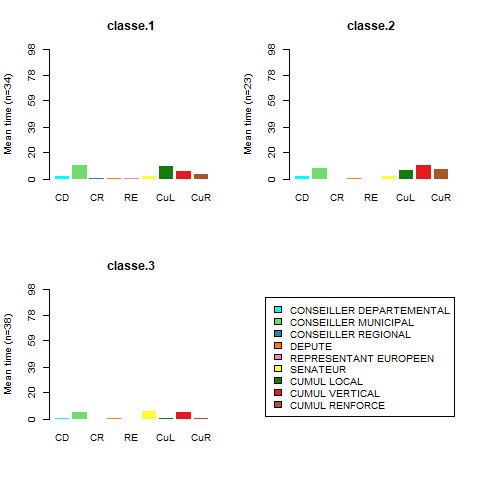 classe.1
Mean time (n=34)
0 20 39 59 78 98
CD CR RE CuL CuR
classe.2
Mean time (n=23)
0 20 39 59 78 98
CD CR RE CuL CuR
classe.3
Mean time (n=38)
0 20 39 59 78 98
CD CR RE CuL CuR
CONSEILLER DEPARTEMENTAL
CONSEILLER MUNICIPAL
CONSEILLER REGIONAL
DEPUTE
REPRESENTANT EUROPEEN
SENATEUR
CUMUL LOCAL
CUMUL VERTICAL
CUMUL RENFORCE